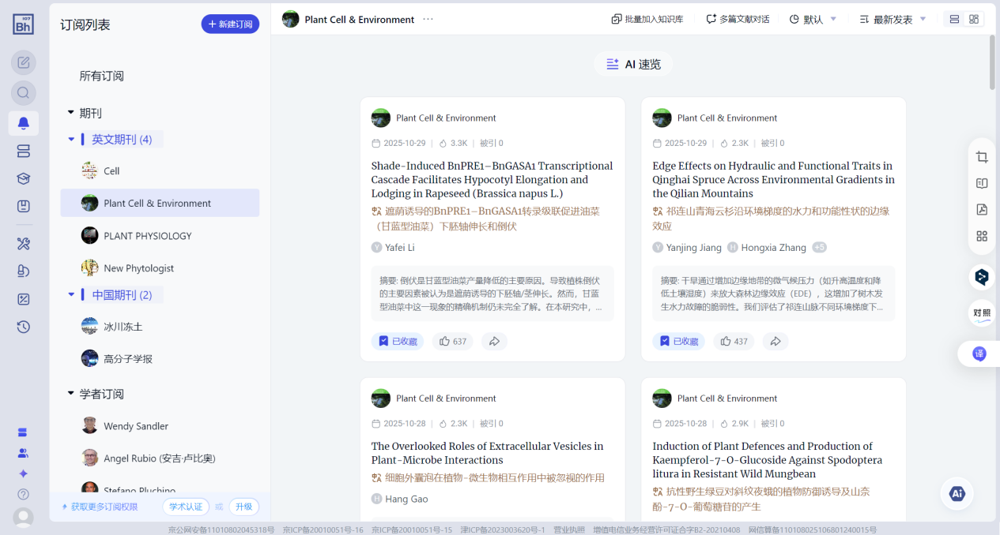 107
Bh
订阅列表
+ 新建订阅
所有订阅
期刊
英文期刊 (4)
Cell
Plant Cell & Environment
PLANT PHYSIOLOGY
New Phytologist
中国期刊 (2)
冰川冻土
高分子学报
学者订阅
Wendy Sandler
Angel Rubio (安吉·卢比奥)
Stefano Pluchino
获取更多订阅权限
学术认证
或
升级
Plant Cell & Environment ···
批量加入知识库
多篇文献对话
默认
最新发表
AI 速览
Plant Cell & Environment
2025-10-29 | 3.3K | 被引 0
Shade-Induced BnPRE1–BnGASA1 Transcriptional
Cascade Facilitates Hypocotyl Elongation and
Lodging in Rapeseed (Brassica napus L.)
遮荫诱导的BnPRE1–BnGASA1转录级联促进油菜
（甘蓝型油菜）下胚轴伸长和倒伏
Y Yafei Li
摘要: 倒伏是甘蓝型油菜产量降低的主要原因。导致植株倒伏
的主要因素被认为是遮荫诱导的下胚轴/茎伸长。然而，甘蓝
型油菜中这一现象的精确机制仍未完全了解。在本研究中，...
已收藏
637
Plant Cell & Environment
2025-10-29 | 2.3K | 被引 0
Edge Effects on Hydraulic and Functional Traits in
Qinghai Spruce Across Environmental Gradients in
the Qilian Mountains
祁连山青海云杉沿环境梯度的水力和功能性状的边缘
效应
Y Yanjing Jiang H Hongxia Zhang +5
摘要: 干旱通过增加边缘地带的微气候压力（如升高温度和降
低土壤湿度）来放大森林边缘效应（EDE），这增加了树木发
生水力故障的脆弱性。我们评估了祁连山脉不同环境梯度下...
已收藏
437
Plant Cell & Environment
2025-10-28 | 2.3K | 被引 0
The Overlooked Roles of Extracellular Vesicles in
Plant-Microbe Interactions
细胞外囊泡在植物-微生物相互作用中被忽视的作用
H Hang Gao
Plant Cell & Environment
2025-10-28 | 2.9K | 被引 0
Induction of Plant Defences and Production of
Kaempferol-7-O-Glucoside Against Spodoptera
litura in Resistant Wild Mungbean
抗性野生绿豆对斜纹夜蛾的植物防御诱导及山奈
酚-7-O-葡萄糖苷的产生
对照
译
Ai
京公网安备11010802045318号 京ICP备20010051号-16 京ICP备20010051号-15 津ICP备2023003620号-1 营业执照 增值电信业务经营许可证合字B2-20210408 网信算备110108025106801240015号